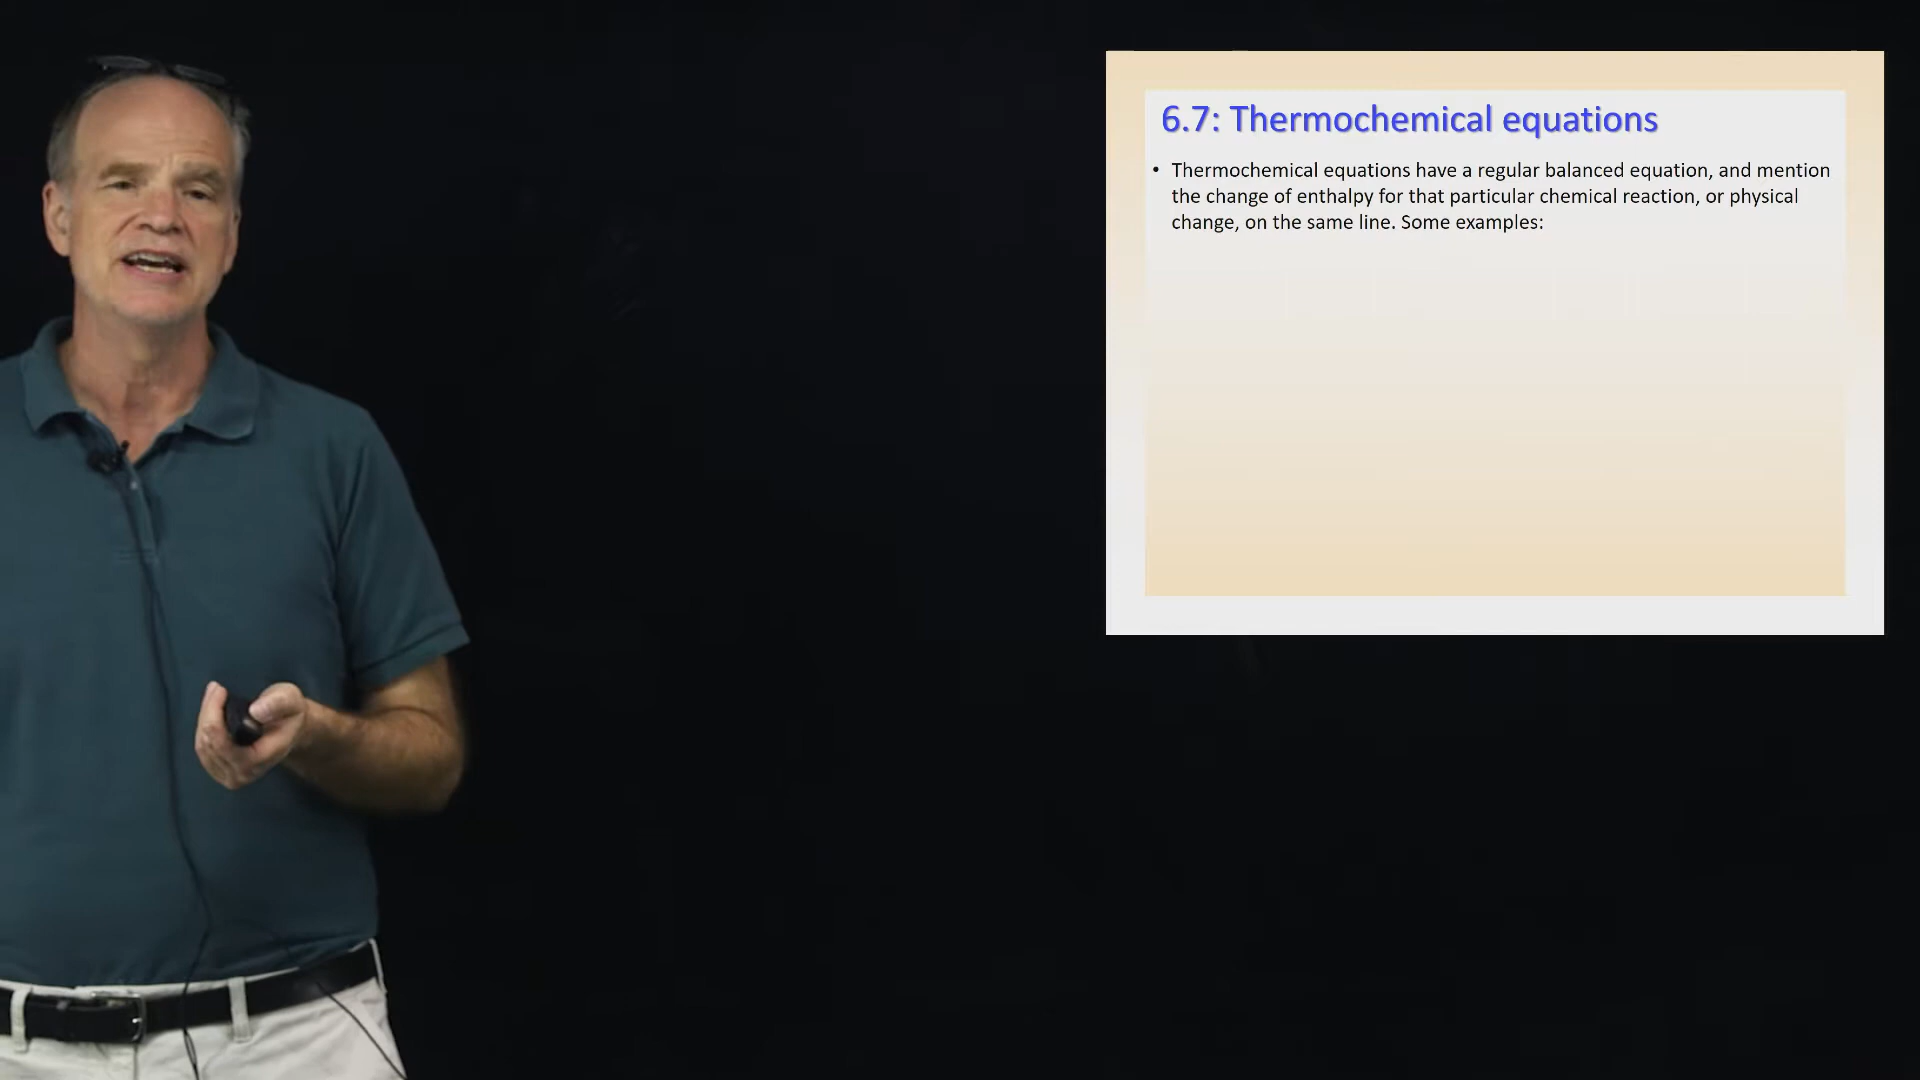 6.7: Thermochemical equations
• Thermochemical equations have a regular balanced equation, and mention
the change of enthalpy for that particular chemical reaction, or physical
change, on the same line. Some examples: